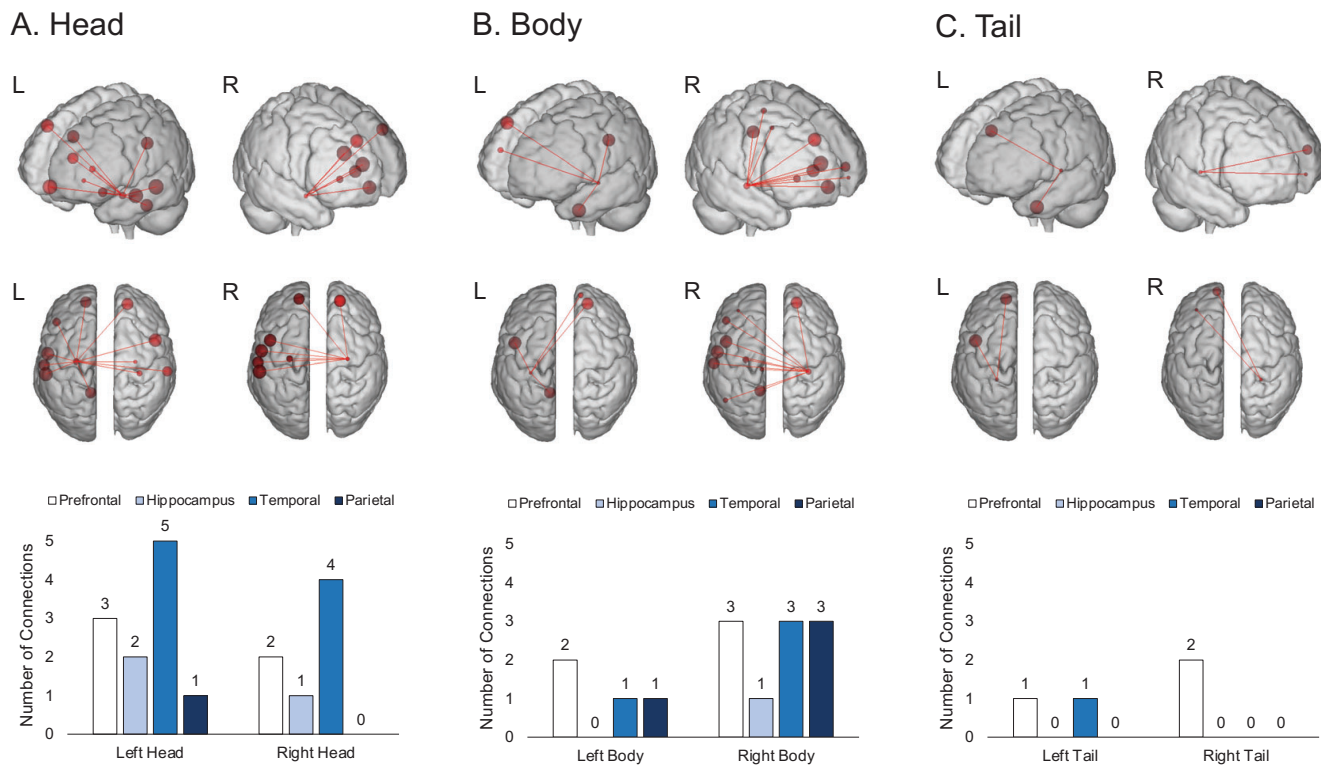 A. Head
B. Body
C. Tail
L
R
L
R
L
R
L
R
L
R
L
R
Prefrontal Hippocampus Temporal Parietal
Number of Connections
5
4
3
2
1
0
3
2
5
1
2
1
4
0
Left Head
Right Head
Prefrontal Hippocampus Temporal Parietal
Number of Connections
5
4
3
2
1
0
2
0
1
1
3
1
3
3
Left Body
Right Body
Prefrontal Hippocampus Temporal Parietal
Number of Connections
5
4
3
2
1
0
1
0
1
0
2
0
0
0
Left Tail
Right Tail